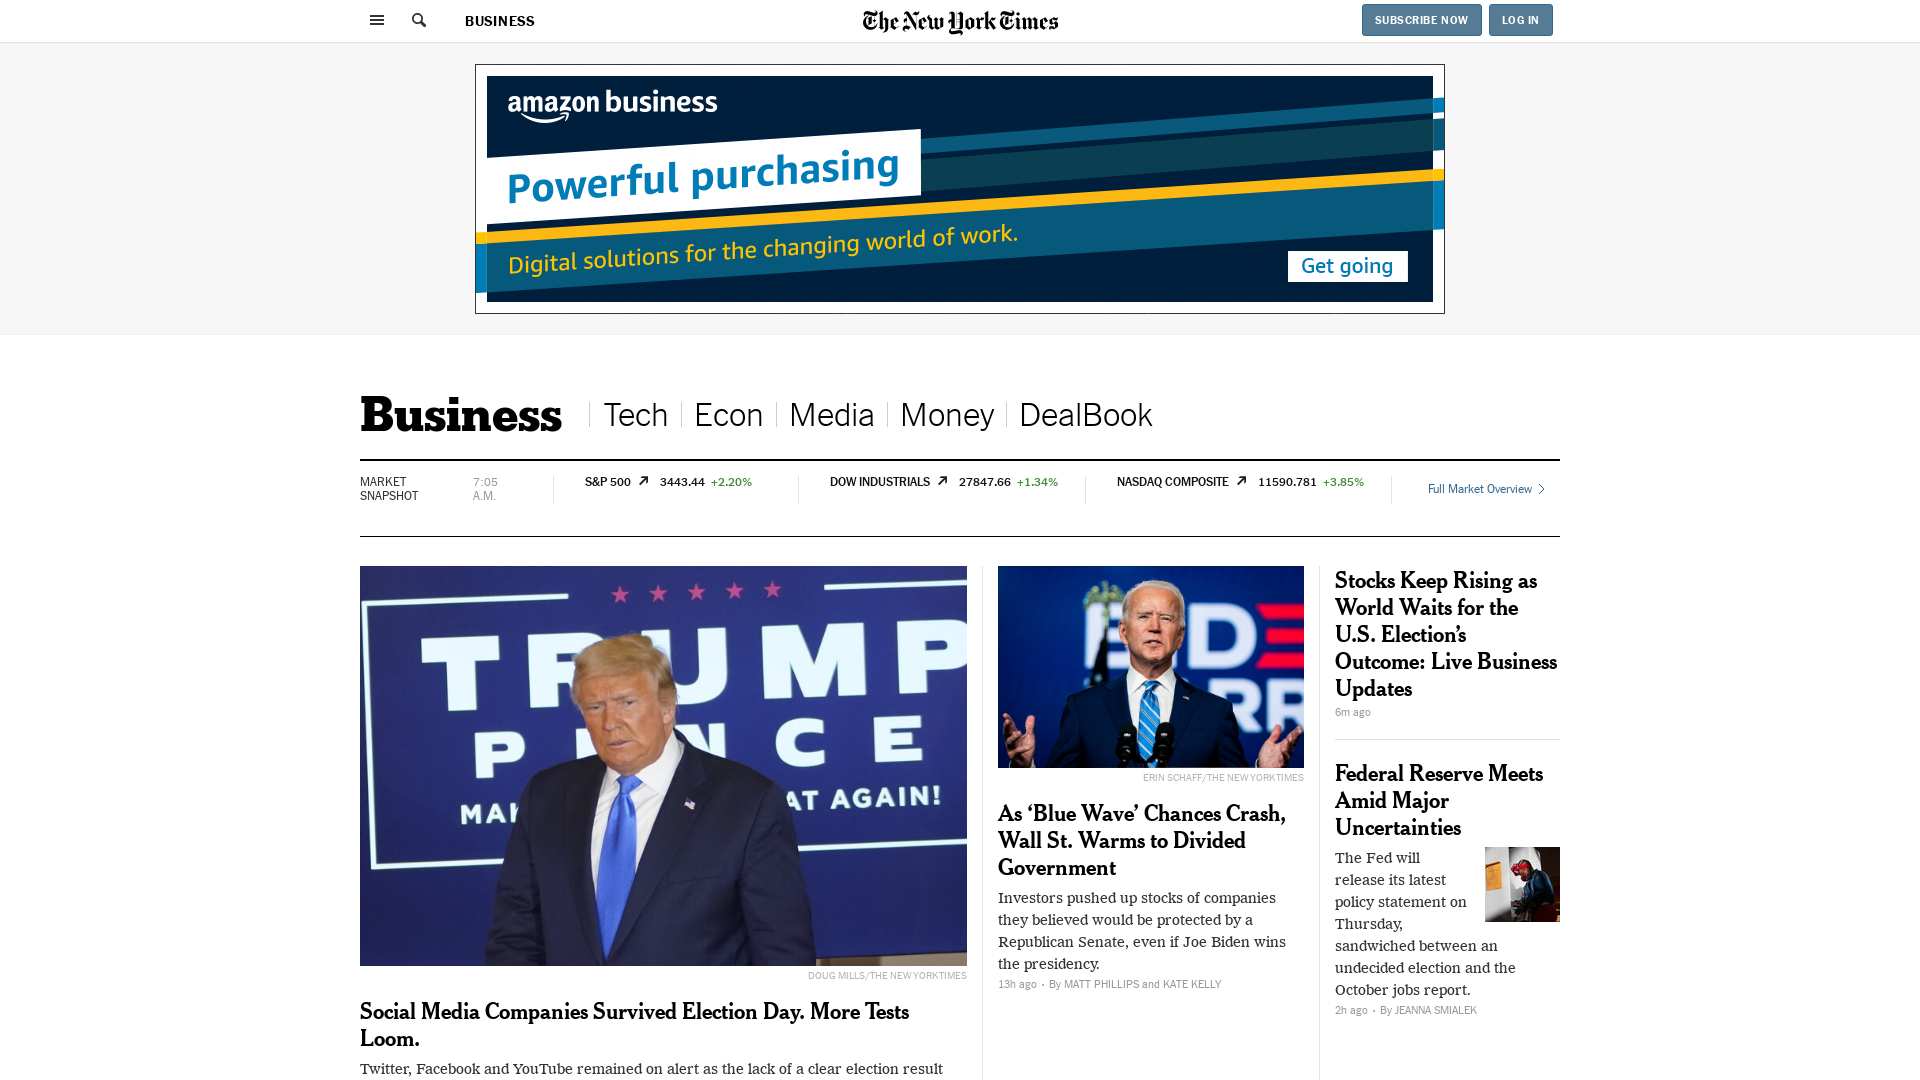 BUSINESS
The New York Times
SUBSCRIBE NOW
LOG IN
amazon business
Powerful purchasing
Digital solutions for the changing world of work.
Get going
Business
Tech
Econ
Media
Money
DealBook
MARKET
SNAPSHOT
7:05
A.M.
S&P 500 3443.44 +2.20%
DOW INDUSTRIALS 27847.66 +1.34%
NASDAQ COMPOSITE 11590.781 +3.85%
Full Market Overview
TRUMP
P NCE
MA AT AGAIN!
DOUG MILLS/THE NEW YORK TIMES
Social Media Companies Survived Election Day. More Tests
Loom.
Twitter, Facebook and YouTube remained on alert as the lack of a clear election result
B DE
RR
ERIN SCHAFF/THE NEW YORK TIMES
As ‘Blue Wave’ Chances Crash,
Wall St. Warms to Divided
Government
Investors pushed up stocks of companies
they believed would be protected by a
Republican Senate, even if Joe Biden wins
the presidency.
13h ago • By MATT PHILLIPS and KATE KELLY
Stocks Keep Rising as
World Waits for the
U.S. Election’s
Outcome: Live Business
Updates
6m ago
Federal Reserve Meets
Amid Major
Uncertainties
The Fed will
release its latest
policy statement on
Thursday,
sandwiched between an
undecided election and the
October jobs report.
2h ago • By JEANNA SMIALEK